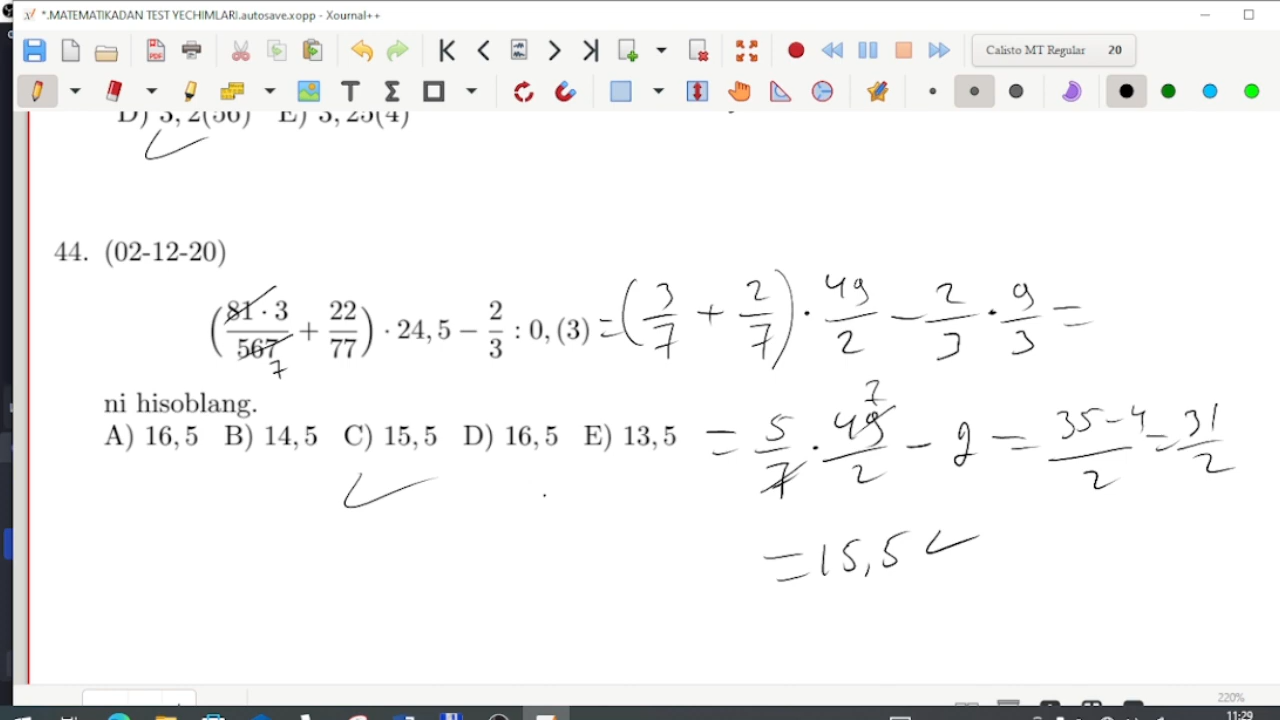 *.MATEMATIKADAN TEST YECHIMLARI.autosave.xopp - Xournal++
Calisto MT Regular 20
D) 3, 2(56) E) 3, 25(4)
44. (02-12-20)
(81 · 3/567 + 22/77) · 24, 5 − 2/3 : 0, (3) = (3/7 + 2/7) · 49/2 − 2/3 · 9/3 =
7
ni hisoblang.
A) 16, 5 B) 14, 5 C) 15, 5 D) 16, 5 E) 13, 5
= 5/7 · 49/2 − 2 = 35-4/2 = 31/2
7
= 15,5
220%
11:29